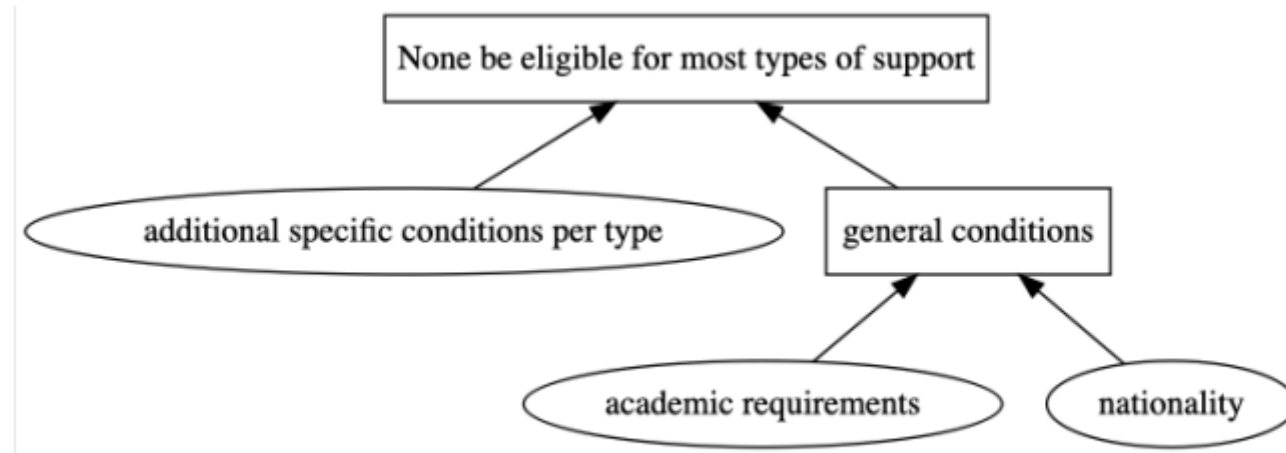 None be eligible for most types of support
additional specific conditions per type
general conditions
academic requirements
nationality